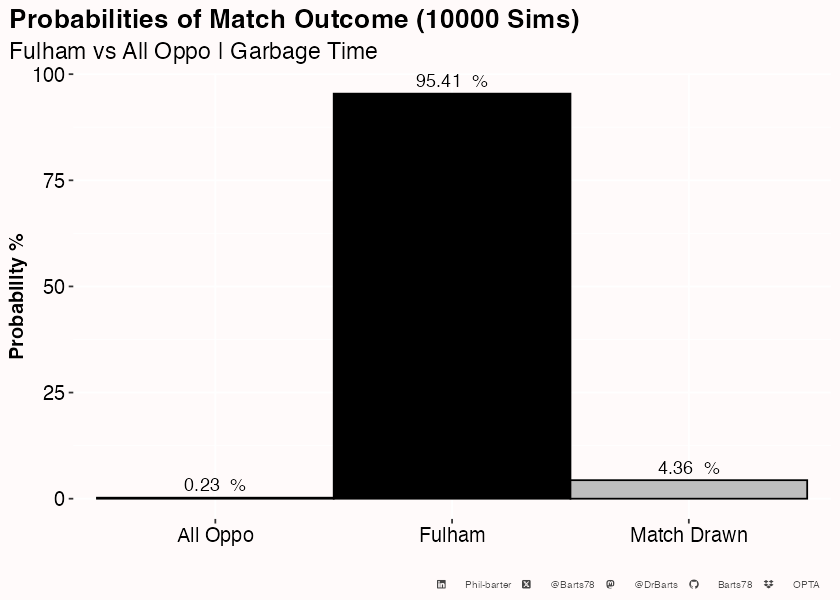 Probabilities of Match Outcome (10000 Sims)
Fulham vs All Oppo | Garbage Time
100
95.41 %
75
50
25
0
Probability %
0.23 %
4.36 %
All Oppo Fulham Match Drawn
Phil-barter @Barts78 @DrBarts Barts78 OPTA